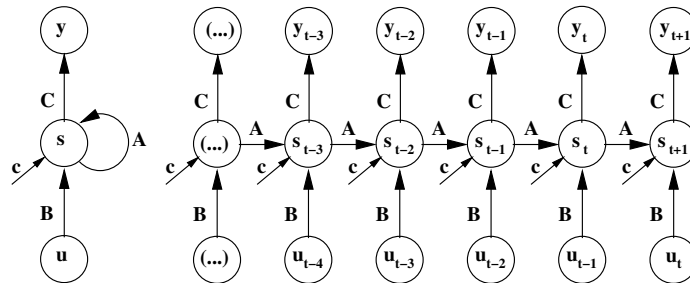 y (...) y_{t−3} y_{t−2} y_{t−1} y_t y_{t+1}
C C C C C C C
A A A A A
s A (...) s_{t−3} s_{t−2} s_{t−1} s_t s_{t+1}
c c c c c c c
B B B B B B B
u (...) u_{t−4} u_{t−3} u_{t−2} u_{t−1} u_t